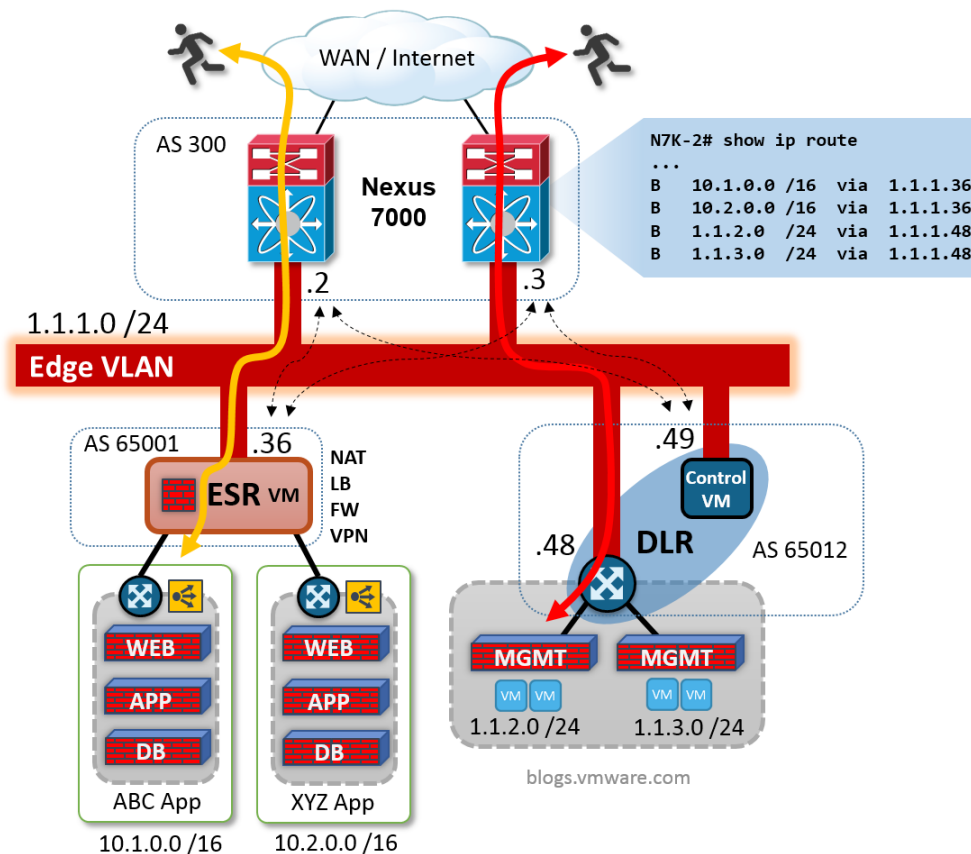 WAN / Internet
AS 300
Nexus
7000
N7K-2# show ip route
...
B 10.1.0.0 /16 via 1.1.1.36
B 10.2.0.0 /16 via 1.1.1.36
B 1.1.2.0 /24 via 1.1.1.48
B 1.1.3.0 /24 via 1.1.1.48
.2
.3
1.1.1.0 /24
Edge VLAN
AS 65001
.36
.49
NAT
LB
FW
VPN
ESR VM
Control
VM
.48
DLR
AS 65012
WEB
APP
DB
ABC App
10.1.0.0 /16
WEB
APP
DB
XYZ App
10.2.0.0 /16
MGMT
MGMT
VM VM
VM VM
1.1.2.0 /24
1.1.3.0 /24
blogs.vmware.com